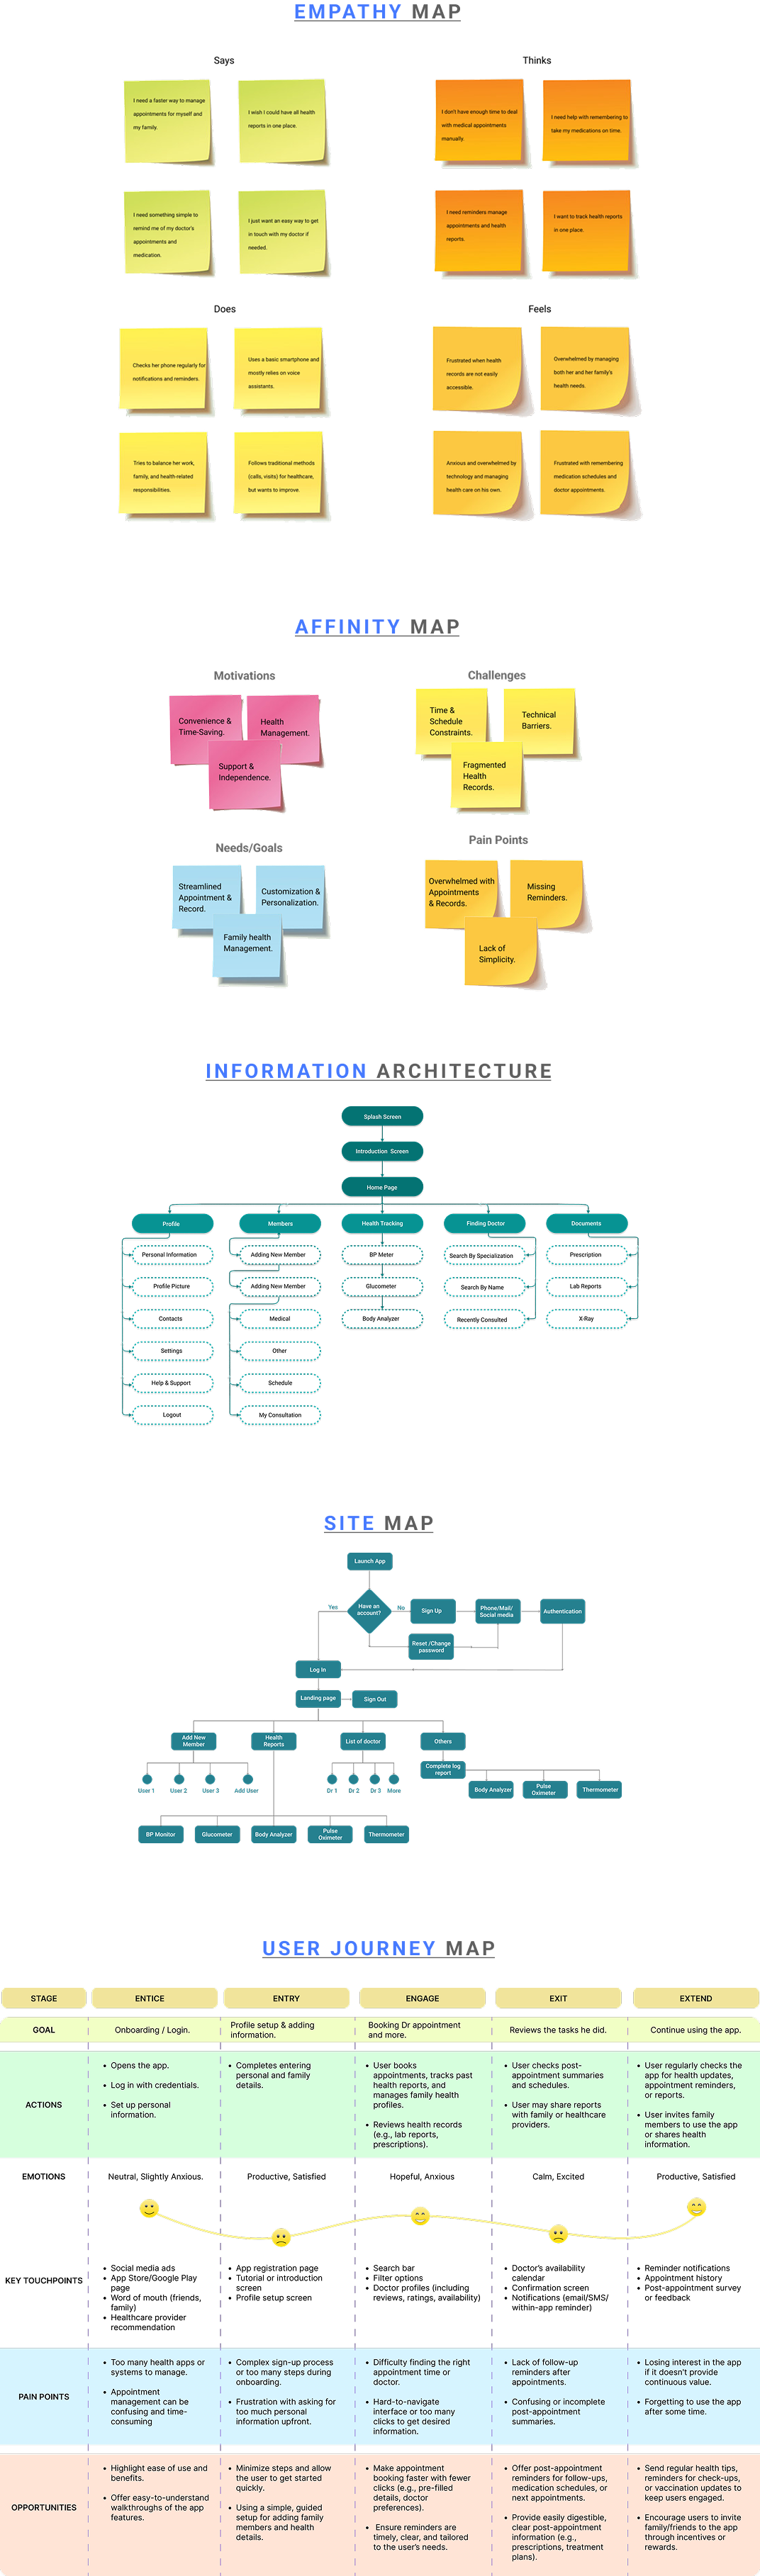 EMPATHY MAP
Says
I need a faster way to manage
appointments for myself and
my family.
I wish I could have all health
reports in one place.
I need something simple to
remind me of my doctor's
appointments and
medication.
I just want an easy way to get
in touch with my doctor if
needed.
Thinks
I don't have enough time to deal
with medical appointments
manually.
I need help with remembering to
take my medications on time.
I need reminders manage
appointments and health
reports.
I want to track health reports
in one place.
Does
Checks her phone regularly for
notifications and reminders.
Uses a basic smartphone and
mostly relies on voice
assistants.
Tries to balance her work,
family, and health-related
responsibilities.
Follows traditional methods
(calls, visits) for healthcare,
but wants to improve.
Feels
Frustrated when health
records are not easily
accessible.
Overwhelmed by managing
both her and her family's
health needs.
Anxious and overwhelmed by
technology and managing
health care on his own.
Frustrated with remembering
medication schedules and
doctor appointments.
AFFINITY MAP
Motivations
Convenience &
Time-Saving.
Health
Management.
Support &
Independence.
Challenges
Time &
Schedule
Constraints.
Technical
Barriers.
Fragmented
Health
Records.
Needs/Goals
Streamlined
Appointment &
Record.
Customization &
Personalization.
Family health
Management.
Pain Points
Overwhelmed with
Appointments
& Records.
Missing
Reminders.
Lack of
Simplicity.
INFORMATION ARCHITECTURE
Splash Screen
Introduction Screen
Home Page
Profile
Personal Information
Profile Picture
Contacts
Settings
Help & Support
Logout
Members
Adding New Member
Adding New Member
Medical
Other
Schedule
My Consultation
Health Tracking
BP Meter
Glucometer
Body Analyzer
Finding Doctor
Search By Specialization
Search By Name
Recently Consulted
Documents
Prescription
Lab Reports
X-Ray
SITE MAP
Launch App
Have an
account?
Yes
No
Sign Up
Phone/Mail/
Social media
Authentication
Reset /Change
password
Log In
Landing page
Sign Out
Add New
Member
Health
Reports
List of doctor
Others
User 1
User 2
User 3
Add User
Dr 1
Dr 2
Dr 3
More
Complete log
report
Body Analyzer
Pulse
Oximeter
Thermometer
BP Monitor
Glucometer
Body Analyzer
Pulse
Oximeter
Thermometer
USER JOURNEY MAP
STAGE
ENTICE
ENTRY
ENGAGE
EXIT
EXTEND
GOAL
Onboarding / Login.
Profile setup & adding
information.
Booking Dr appointment
and more.
Reviews the tasks he did.
Continue using the app.
ACTIONS
• Opens the app.
• Log in with credentials.
• Set up personal
information.
• Completes entering
personal and family
details.
• User books
appointments, tracks past
health reports, and
manages family health
profiles.
• Reviews health records
(e.g., lab reports,
prescriptions).
• User checks post-
appointment summaries
and schedules.
• User may share reports
with family or healthcare
providers.
• User regularly checks the
app for health updates,
appointment reminders,
or reports.
• User invites family
members to use the app
or shares health
information.
EMOTIONS
Neutral, Slightly Anxious.
Productive, Satisfied
Hopeful, Anxious
Calm, Excited
Productive, Satisfied
KEY TOUCHPOINTS
• Social media ads
• App Store/Google Play
page
• Word of mouth (friends,
family)
• Healthcare provider
recommendation
• App registration page
• Tutorial or introduction
screen
• Profile setup screen
• Search bar
• Filter options
• Doctor profiles (including
reviews, ratings, availability)
• Doctor's availability
calendar
• Confirmation screen
• Notifications (email/SMS/
within-app reminder)
• Reminder notifications
• Appointment history
• Post-appointment survey
or feedback
PAIN POINTS
• Too many health apps or
systems to manage.
• Appointment
management can be
confusing and time-
consuming
• Complex sign-up process
or too many steps during
onboarding.
• Frustration with asking for
too much personal
information upfront.
• Difficulty finding the right
appointment time or
doctor.
• Hard-to-navigate
interface or too many
clicks to get desired
information.
• Lack of follow-up
reminders after
appointments.
• Confusing or incomplete
post-appointment
summaries.
• Losing interest in the app
if it doesn't provide
continuous value.
• Forgetting to use the app
after some time.
OPPORTUNITIES
• Highlight ease of use and
benefits.
• Offer easy-to-understand
walkthroughs of the app
features.
• Minimize steps and allow
the user to get started
quickly.
• Using a simple, guided
setup for adding family
members and health
details.
• Make appointment
booking faster with fewer
clicks (e.g., pre-filled
details, doctor
preferences).
• Ensure reminders are
timely, clear, and tailored
to the user's needs.
• Offer post-appointment
reminders for follow-ups,
medication schedules, or
next appointments.
• Provide easily digestible,
clear post-appointment
information (e.g.,
prescriptions, treatment
plans).
• Send regular health tips,
reminders for check-ups,
or vaccination updates to
keep users engaged.
• Encourage users to invite
family/friends to the app
through incentives or
rewards.